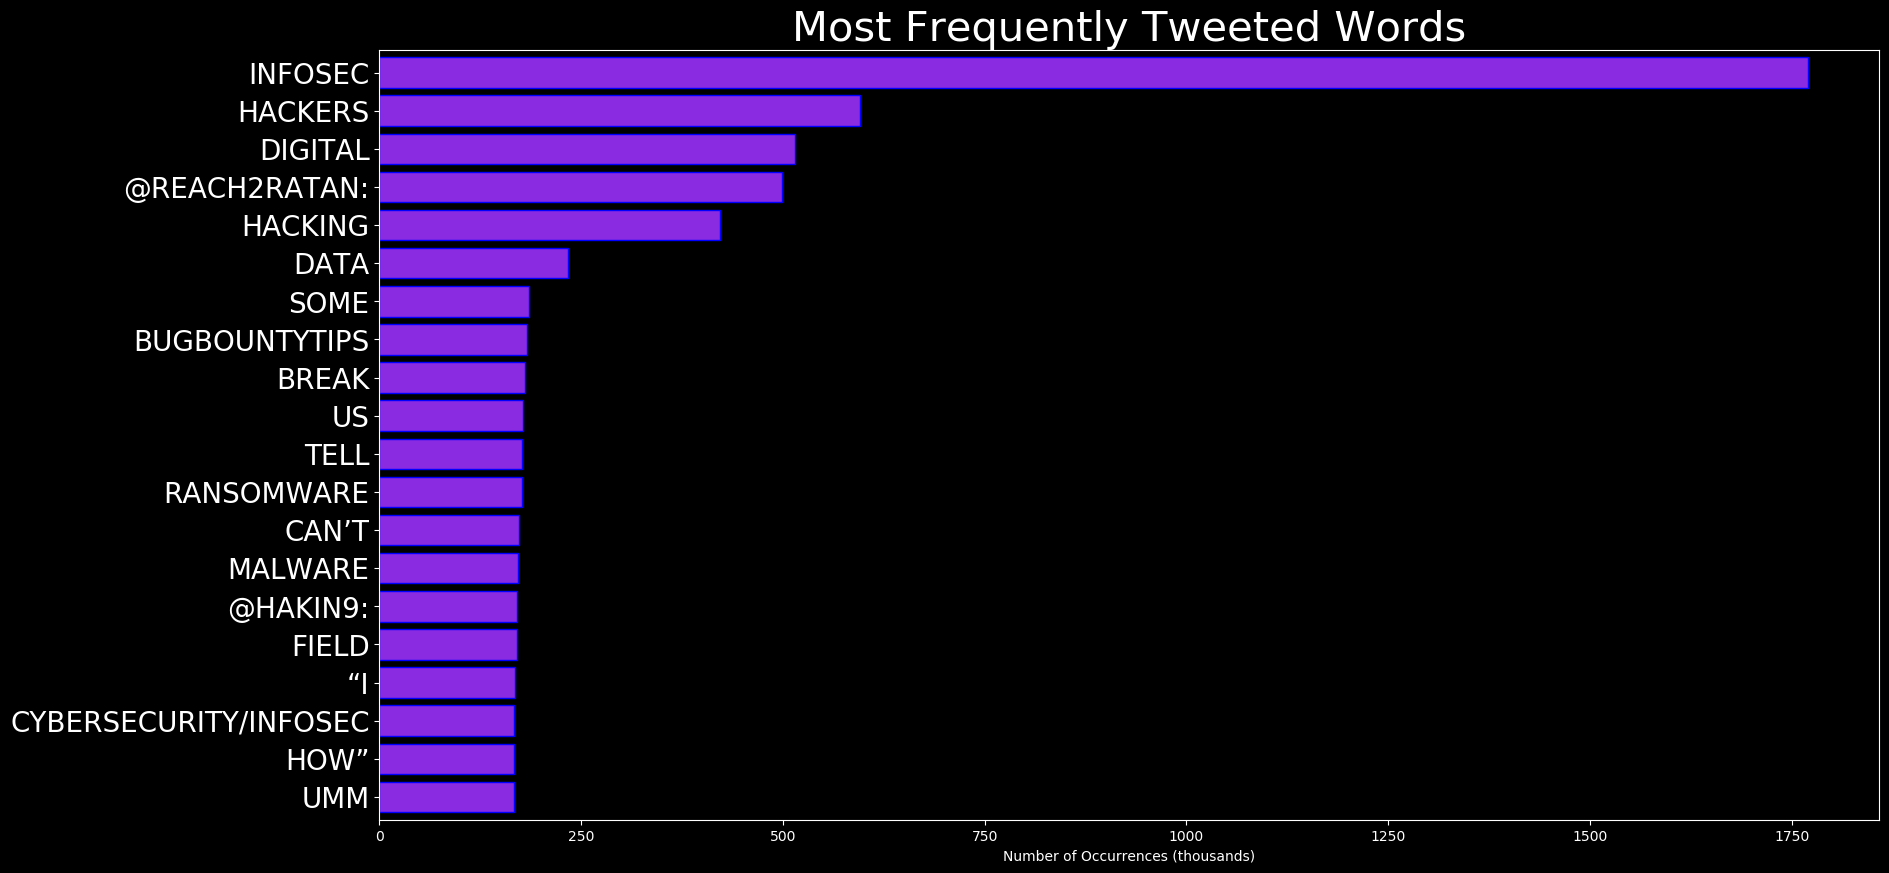 Most Frequently Tweeted Words
INFOSEC
HACKERS
DIGITAL
@REACH2RATAN:
HACKING
DATA
SOME
BUGBOUNTYTIPS
BREAK
US
TELL
RANSOMWARE
CAN’T
MALWARE
@HAKIN9:
FIELD
“I
CYBERSECURITY/INFOSEC
HOW”
UMM
0 250 500 750 1000 1250 1500 1750
Number of Occurrences (thousands)